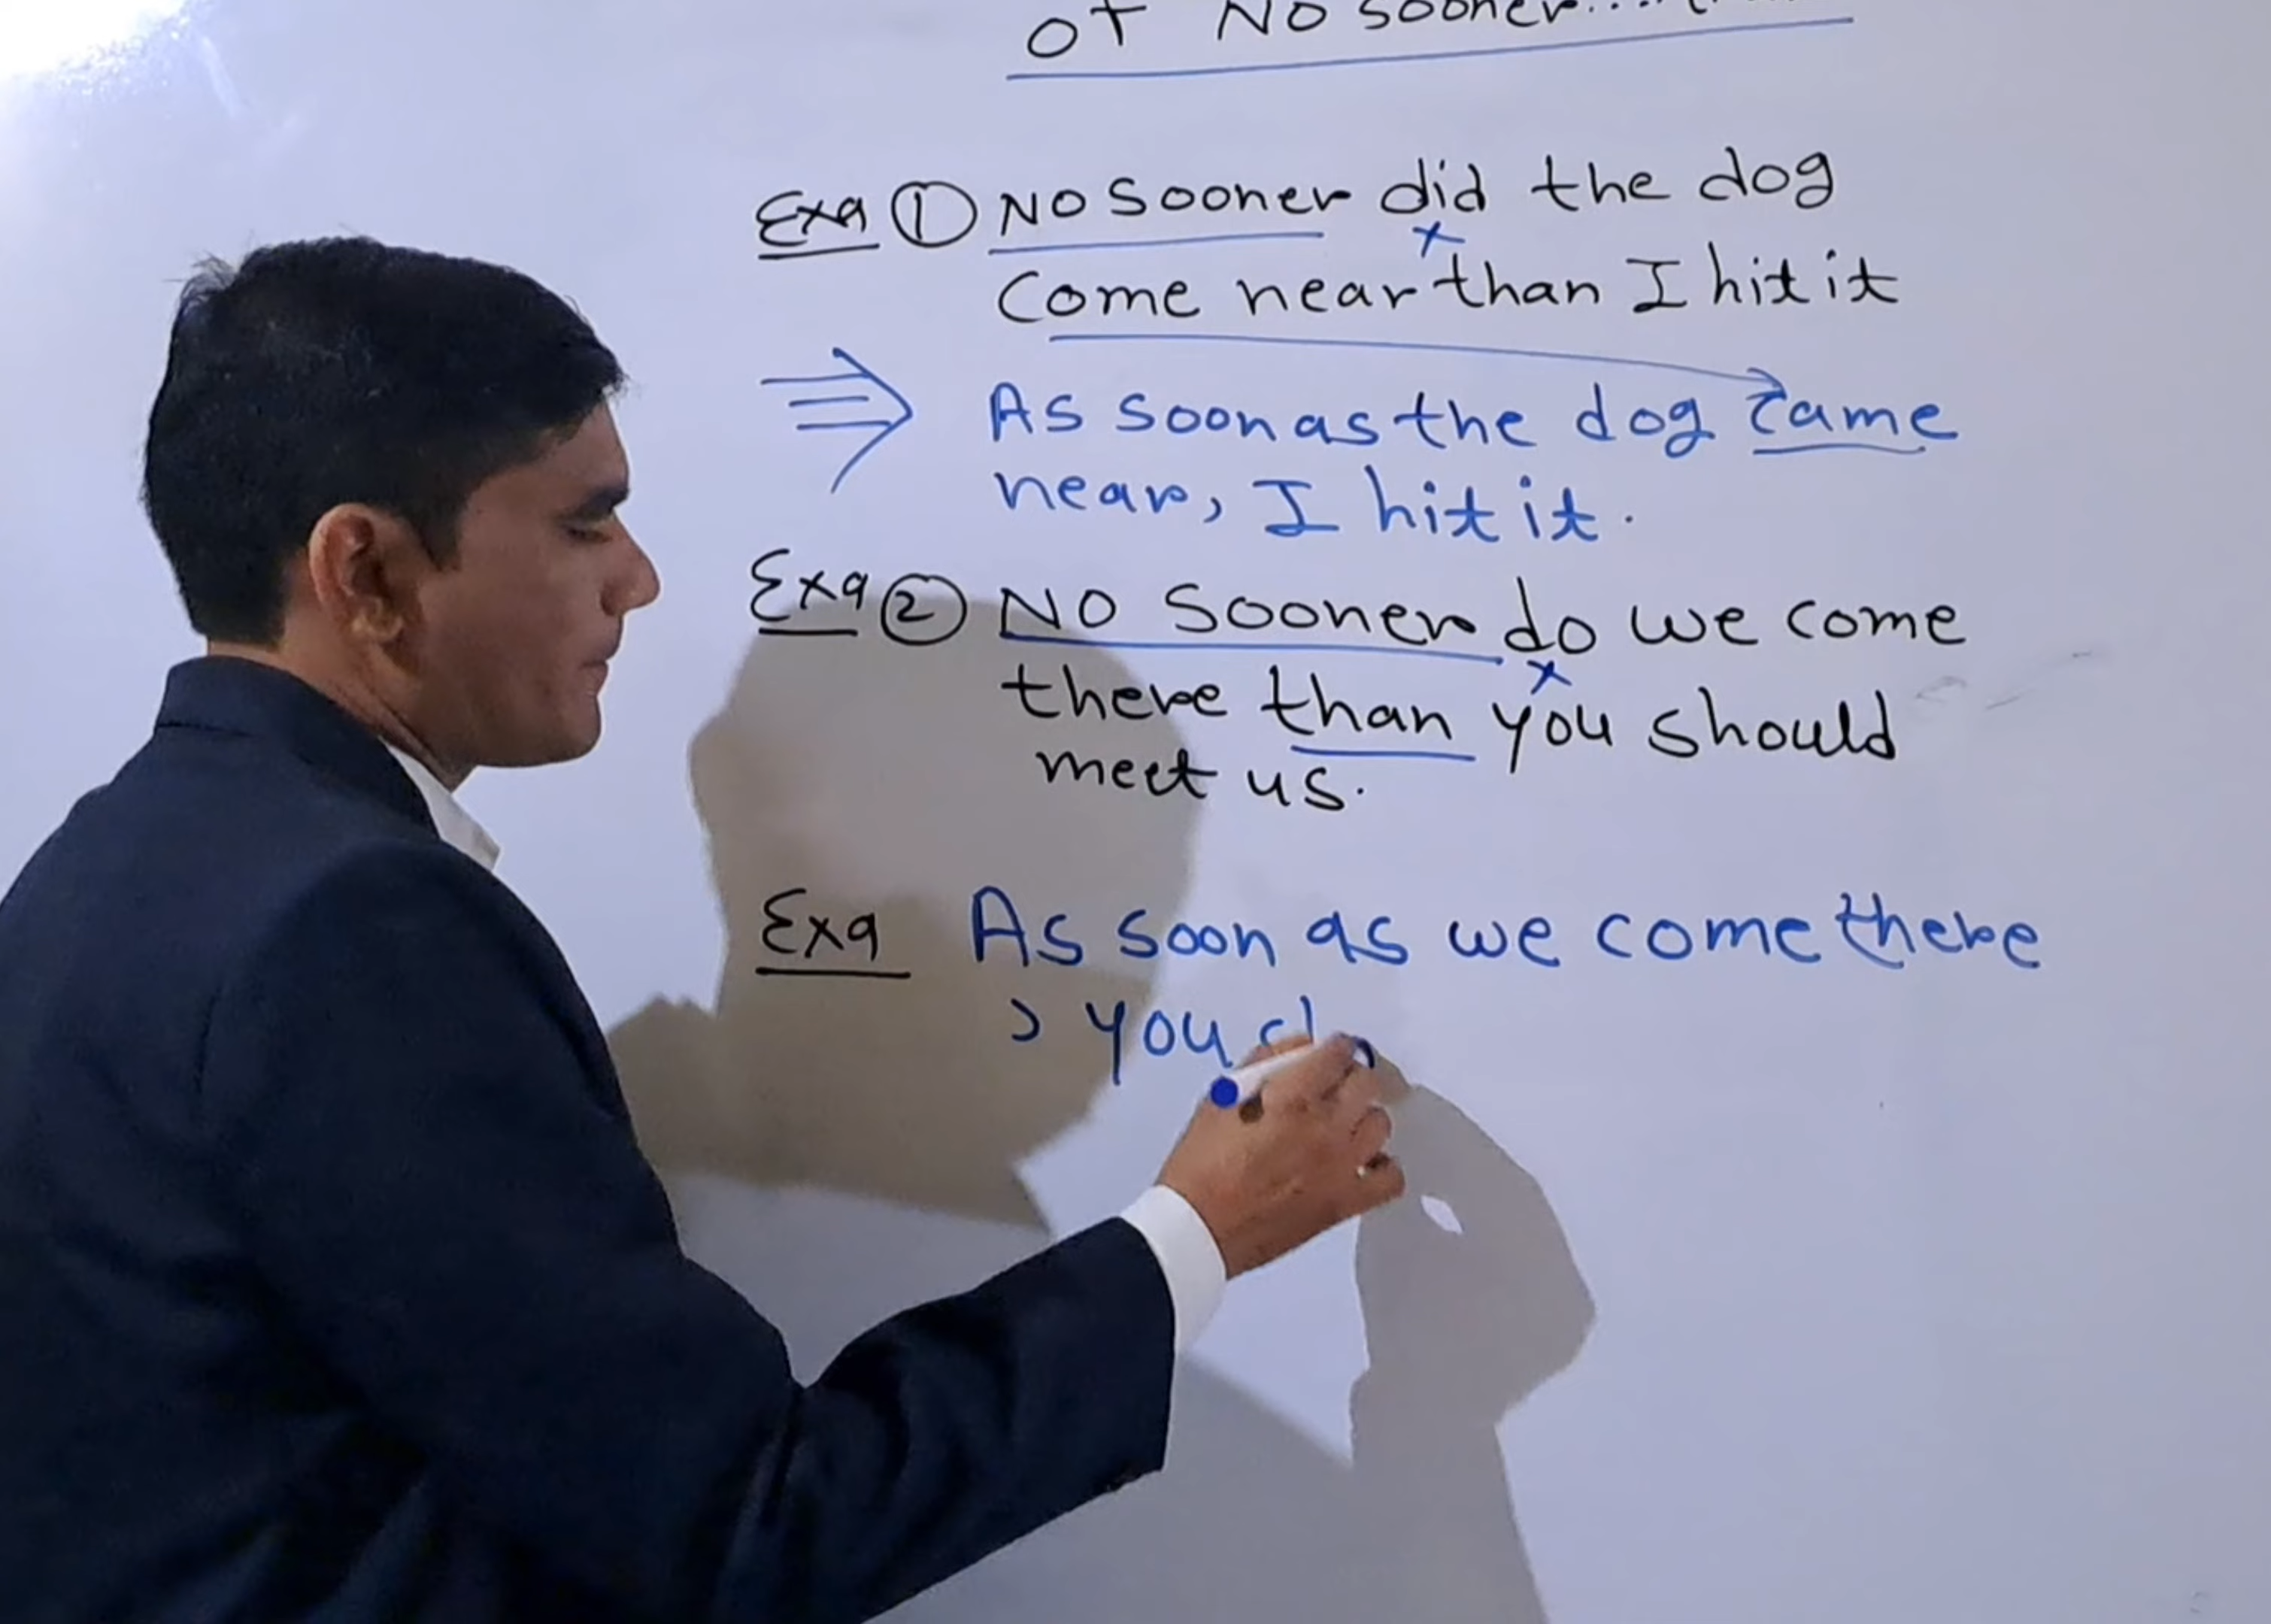 of No sooner....
Exa ① No Sooner did the dog
x
Come near than I hit it
As soon as the dog came
near, I hit it.
Exa ② No Sooner do we come
x
there than you should
meet us.
Exa As soon as we come there
, you